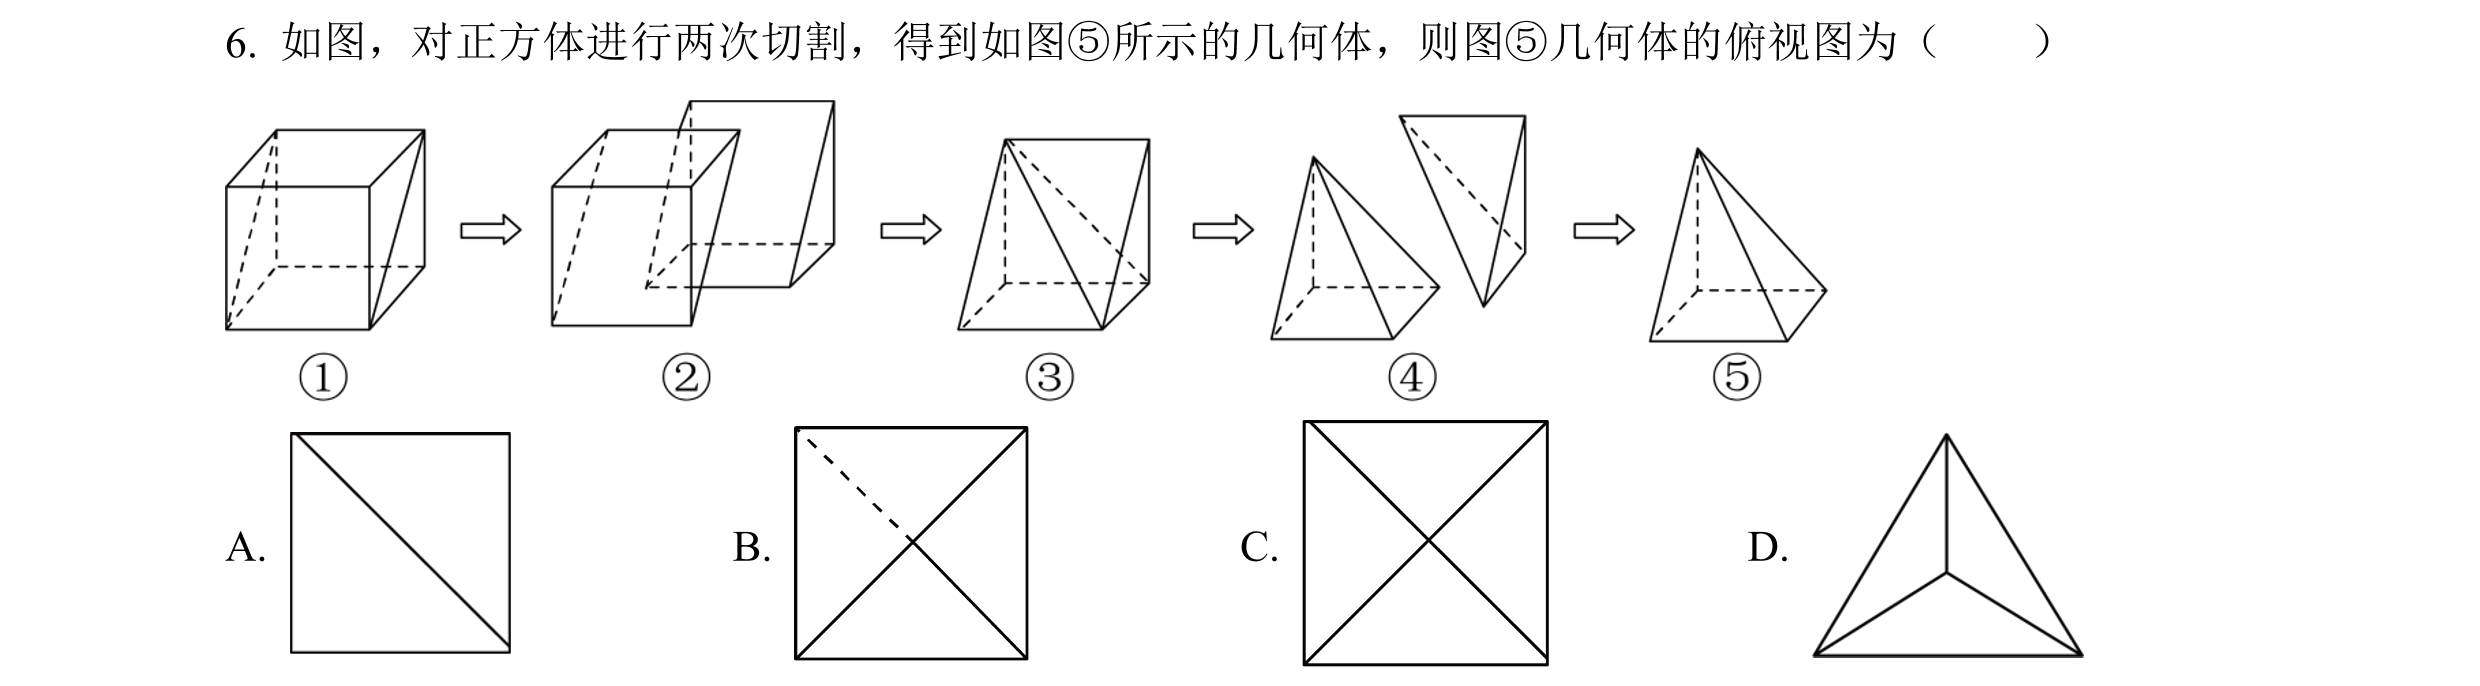 6. 如图，对正方体进行两次切割，得到如图⑤所示的几何体，则图⑤几何体的俯视图为（　　）
① ② ③ ④ ⑤
A. B. C. D.